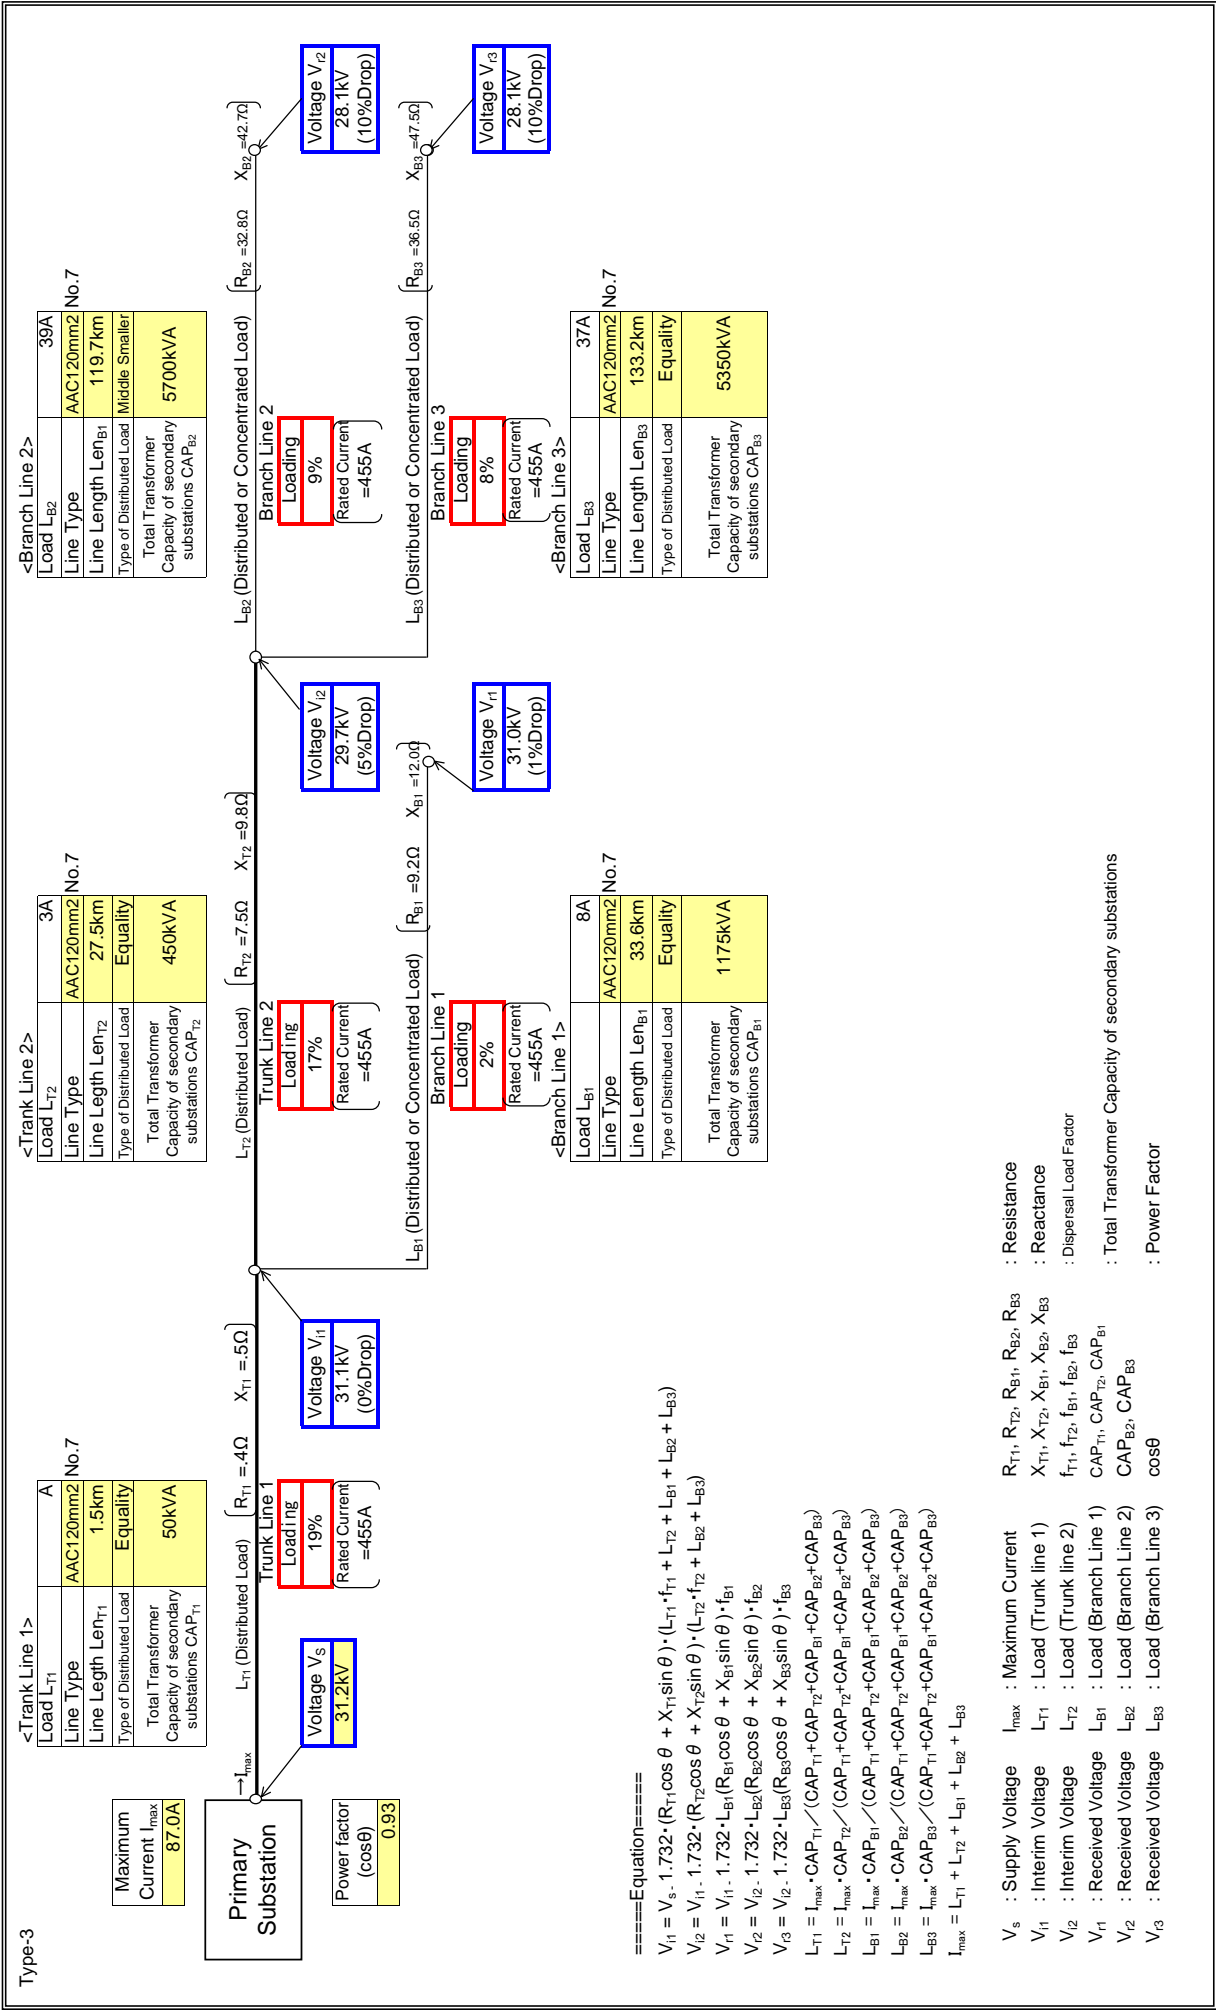 Type-3
Maximum
Current Imax
87.0A
Primary
Substation
→Imax
Power factor
(cosθ)
0.93
Voltage VS
31.2kV
<Trank Line 1>
Load LT1 A
Line Type AAC120mm2 No.7
Line Legth LenT1 1.5km
Type of Distributed Load Equality
Total Transformer
Capacity of secondary
substations CAPT1
50kVA
LT1 (Distributed Load) RT1 =.4Ω XT1 =.5Ω
Trunk Line 1
Loading
19%
Rated Current
=455A
Voltage Vi1
31.1kV
(0%Drop)
<Trank Line 2>
Load LT2 3A
Line Type AAC120mm2 No.7
Line Legth LenT2 27.5km
Type of Distributed Load Equality
Total Transformer
Capacity of secondary
substations CAPT2
450kVA
LT2 (Distributed Load) RT2 =7.5Ω XT2 =9.8Ω
Trunk Line 2
Loading
17%
Rated Current
=455A
Voltage Vi2
29.7kV
(5%Drop)
LB1 (Distributed or Concentrated Load) RB1 =9.2Ω XB1 =12.0Ω
Branch Line 1
Loading
2%
Rated Current
=455A
Voltage Vr1
31.0kV
(1%Drop)
<Branch Line 1>
Load LB1 8A
Line Type AAC120mm2 No.7
Line Length LenB1 33.6km
Type of Distributed Load Equality
Total Transformer
Capacity of secondary
substations CAPB1
1175kVA
<Branch Line 2>
Load LB2 39A
Line Type AAC120mm2 No.7
Line Length LenB1 119.7km
Type of Distributed Load Middle Smaller
Total Transformer
Capacity of secondary
substations CAPB2
5700kVA
LB2 (Distributed or Concentrated Load) RB2 =32.8Ω XB2 =42.7Ω
Branch Line 2
Loading
9%
Rated Current
=455A
Voltage Vr2
28.1kV
(10%Drop)
LB3 (Distributed or Concentrated Load) RB3 =36.5Ω XB3 =47.5Ω
Branch Line 3
Loading
8%
Rated Current
=455A
Voltage Vr3
28.1kV
(10%Drop)
<Branch Line 3>
Load LB3 37A
Line Type AAC120mm2 No.7
Line Length LenB3 133.2km
Type of Distributed Load Equality
Total Transformer
Capacity of secondary
substations CAPB3
5350kVA
=====Equation=====
Vi1 = Vs - 1.732・(RT1cosθ + XT1sinθ)・(LT1・fT1 + LT2 + LB1 + LB2 + LB3)
Vi2 = Vi1 - 1.732・(RT2cosθ + XT2sinθ)・(LT2・fT2 + LB2 + LB3)
Vr1 = Vi1 - 1.732・LB1(RB1cosθ + XB1sinθ)・fB1
Vr2 = Vi2 - 1.732・LB2(RB2cosθ + XB2sinθ)・fB2
Vr3 = Vi2 - 1.732・LB3(RB3cosθ + XB3sinθ)・fB3
LT1 = Imax・CAPT1／(CAPT1+CAPT2+CAPB1+CAPB2+CAPB3)
LT2 = Imax・CAPT2／(CAPT1+CAPT2+CAPB1+CAPB2+CAPB3)
LB1 = Imax・CAPB1／(CAPT1+CAPT2+CAPB1+CAPB2+CAPB3)
LB2 = Imax・CAPB2／(CAPT1+CAPT2+CAPB1+CAPB2+CAPB3)
LB3 = Imax・CAPB3／(CAPT1+CAPT2+CAPB1+CAPB2+CAPB3)
Imax = LT1 + LT2 + LB1 + LB2 + LB3
Vs : Supply Voltage Imax : Maximum Current RT1, RT2, RB1, RB2, RB3 : Resistance
Vi1 : Interim Voltage LT1 : Load (Trunk line 1) XT1, XT2, XB1, XB2, XB3 : Reactance
Vi2 : Interim Voltage LT2 : Load (Trunk line 2) fT1, fT2, fB1, fB2, fB3 : Dispersal Load Factor
Vr1 : Received Voltage LB1 : Load (Branch Line 1) CAPT1, CAPT2, CAPB1 : Total Transformer Capacity of secondary substations
Vr2 : Received Voltage LB2 : Load (Branch Line 2) CAPB2, CAPB3
Vr3 : Received Voltage LB3 : Load (Branch Line 3) cosθ : Power Factor